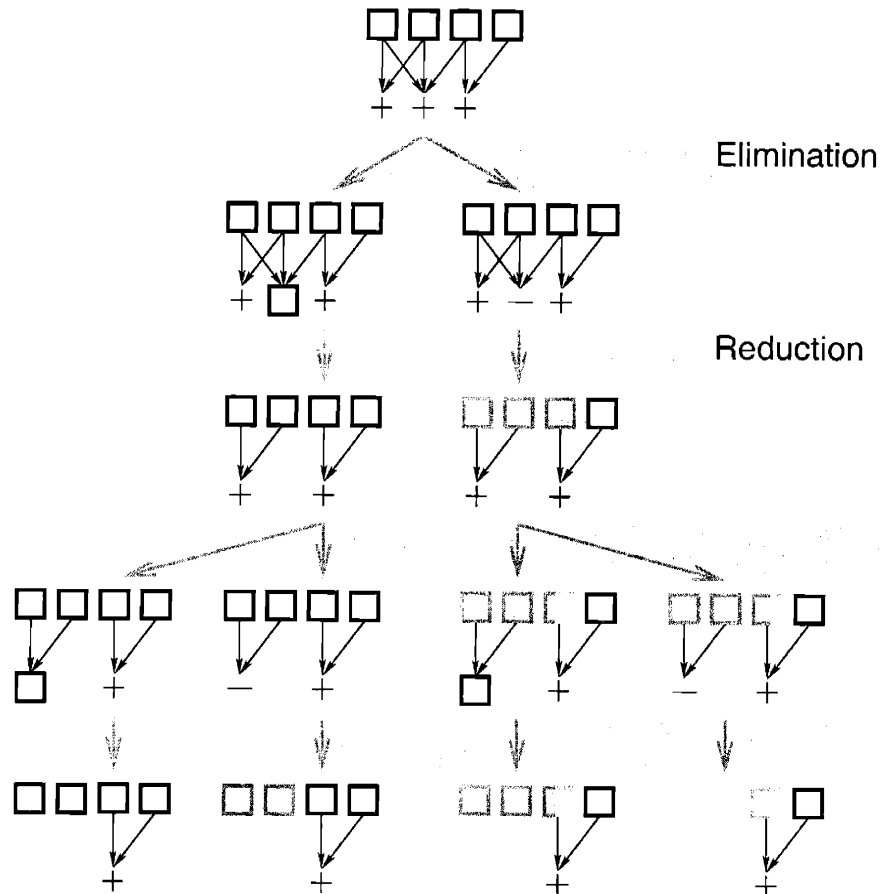 + + +
Elimination
+ + + − +
Reduction
+ + + +
+ − + + − +
+ + + +